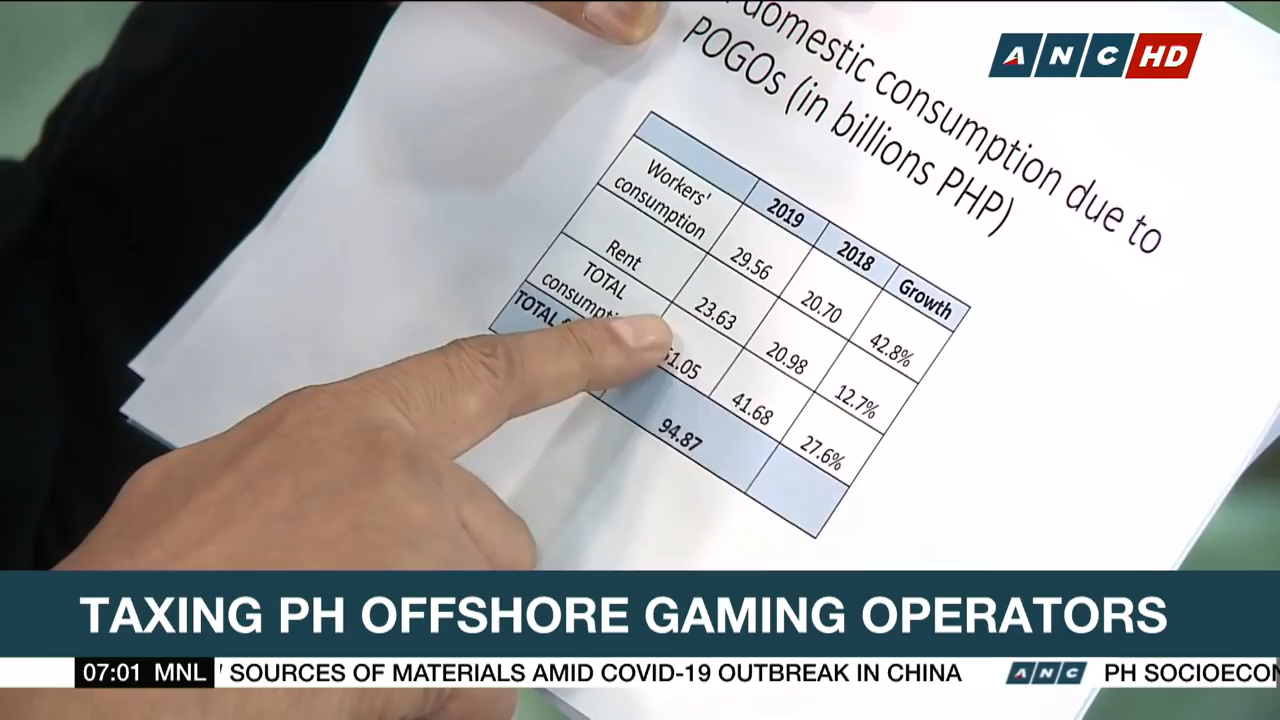 ANC HD
domestic consumption due to
POGOs (in billions PHP)
2019 2018 Growth
Workers'
consumption 29.56 20.70 42.8%
Rent 23.63 20.98 12.7%
TOTAL
41.68 27.6%
TOTAL 94.87
TAXING PH OFFSHORE GAMING OPERATORS
07:01 MNL SOURCES OF MATERIALS AMID COVID-19 OUTBREAK IN CHINA ANC PH